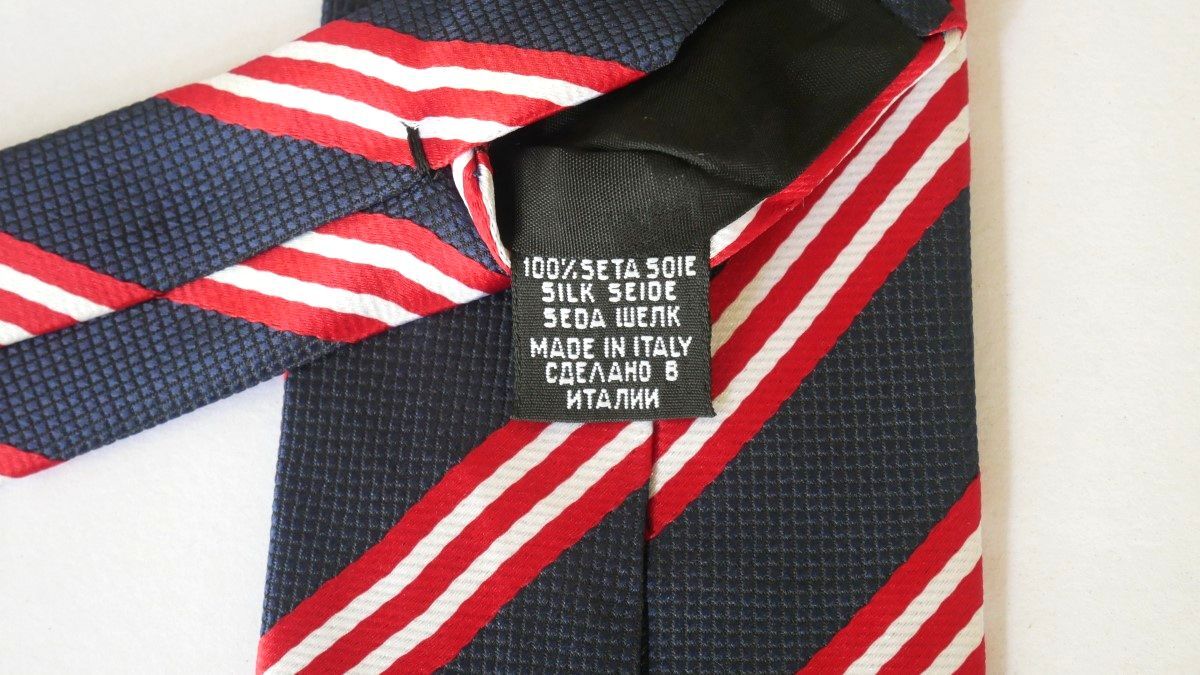 100% SETA SOIE
SILK SEIDE
SEDA ШЕЛК
MADE IN ITALY
СДЕЛАНО В
ИТАЛИИ